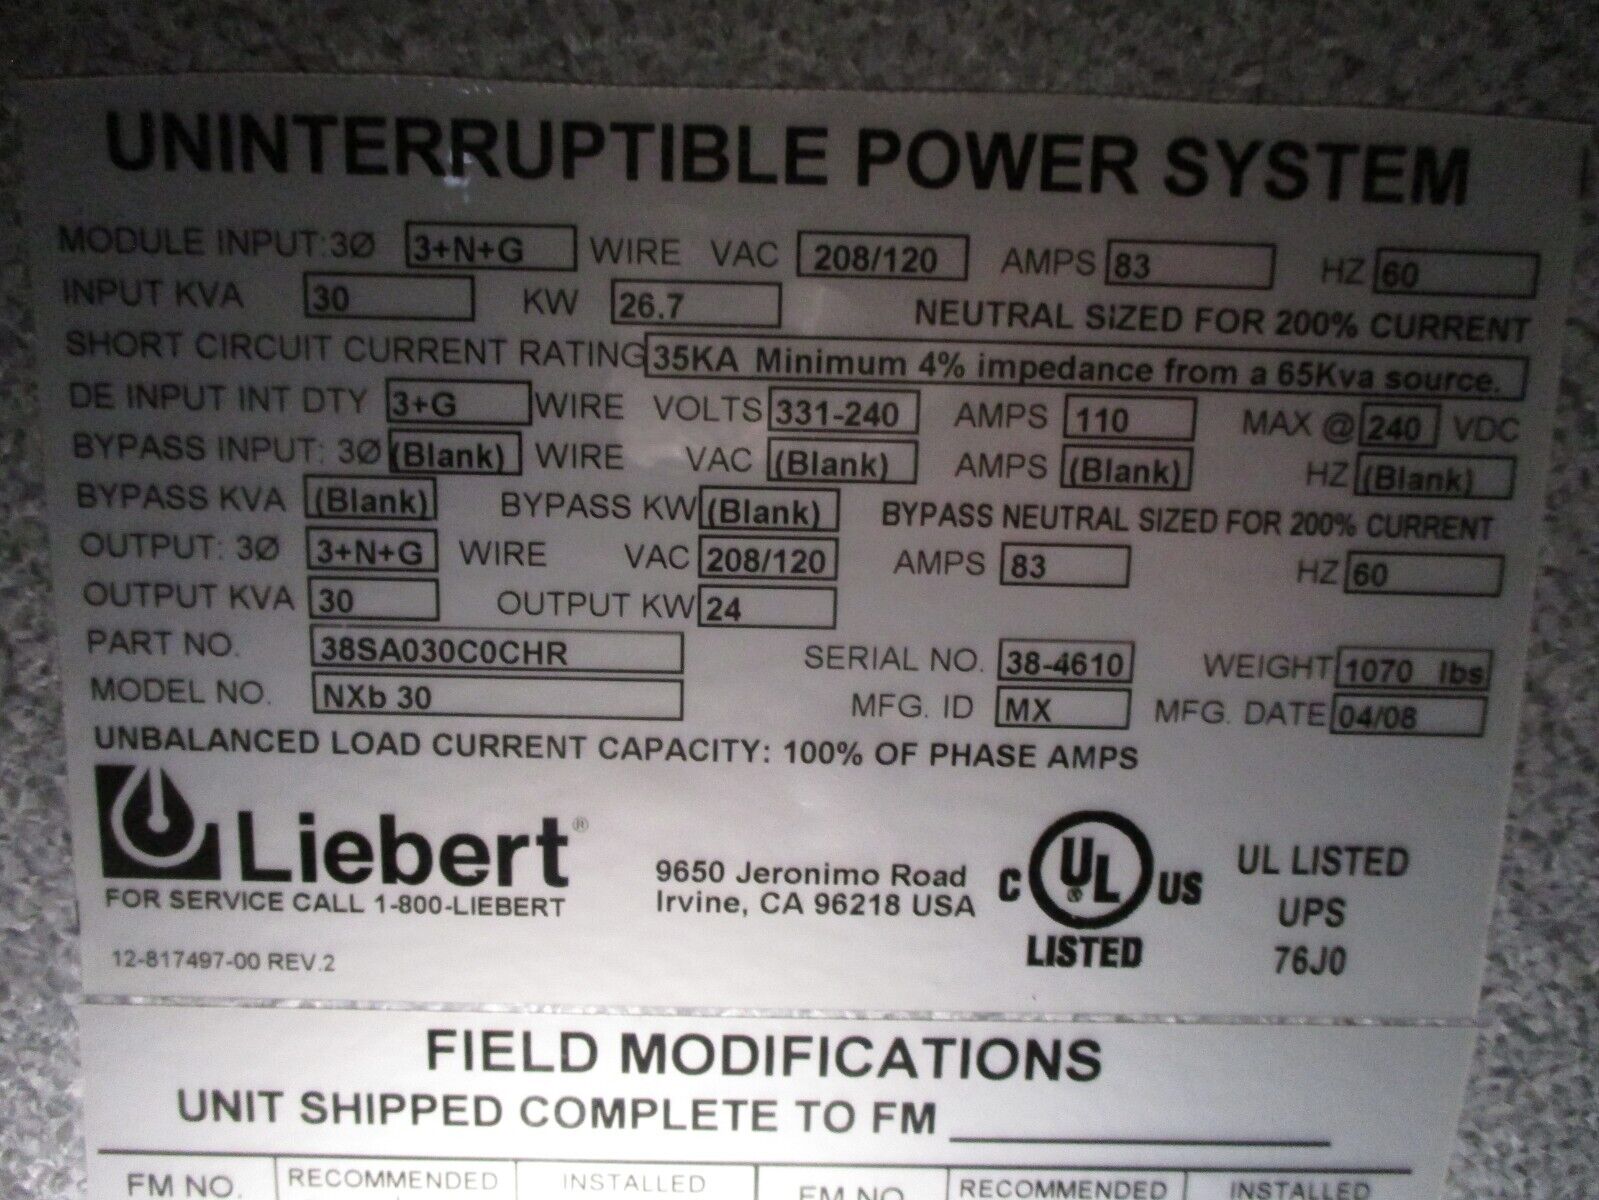 UNINTERRUPTIBLE POWER SYSTEM
MODULE INPUT:3Ø 3+N+G WIRE VAC 208/120 AMPS 83 HZ 60
INPUT KVA 30 KW 26.7 NEUTRAL SIZED FOR 200% CURRENT
SHORT CIRCUIT CURRENT RATING 35KA Minimum 4% impedance from a 65Kva source.
DE INPUT INT DTY 3+G WIRE VOLTS 331-240 AMPS 110 MAX @ 240 VDC
BYPASS INPUT: 3Ø (Blank) WIRE VAC (Blank) AMPS (Blank) HZ (Blank)
BYPASS KVA (Blank) BYPASS KW (Blank) BYPASS NEUTRAL SIZED FOR 200% CURRENT
OUTPUT: 3Ø 3+N+G WIRE VAC 208/120 AMPS 83 HZ 60
OUTPUT KVA 30 OUTPUT KW 24
PART NO. 38SA030C0CHR SERIAL NO. 38-4610 WEIGHT 1070 lbs
MODEL NO. NXb 30 MFG. ID MX MFG. DATE 04/08
UNBALANCED LOAD CURRENT CAPACITY: 100% OF PHASE AMPS
Liebert®
FOR SERVICE CALL 1-800-LIEBERT
12-817497-00 REV.2
9650 Jeronimo Road
Irvine, CA 96218 USA
C UL® US
LISTED
UL LISTED
UPS
76J0
FIELD MODIFICATIONS
UNIT SHIPPED COMPLETE TO FM
FM NO. RECOMMENDED INSTALLED FM NO. RECOMMENDED INSTALLED